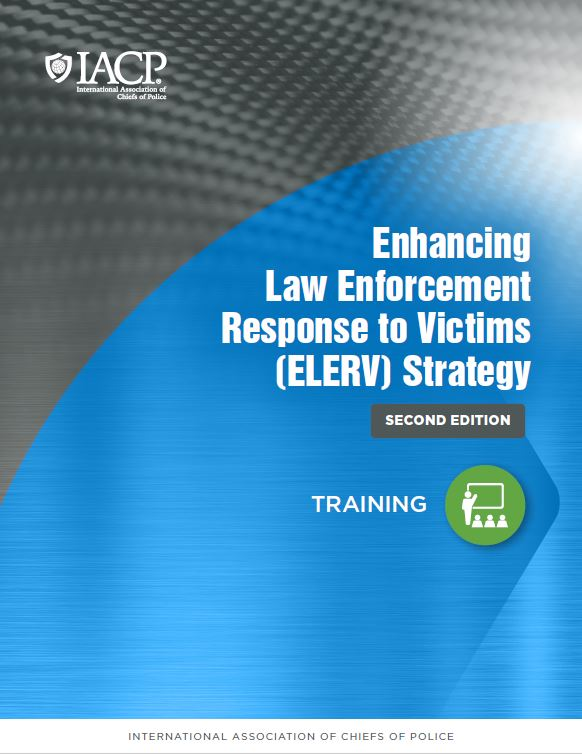 IACP®
International Association of
Chiefs of Police
Enhancing
Law Enforcement
Response to Victims
(ELERV) Strategy
SECOND EDITION
TRAINING
INTERNATIONAL ASSOCIATION OF CHIEFS OF POLICE